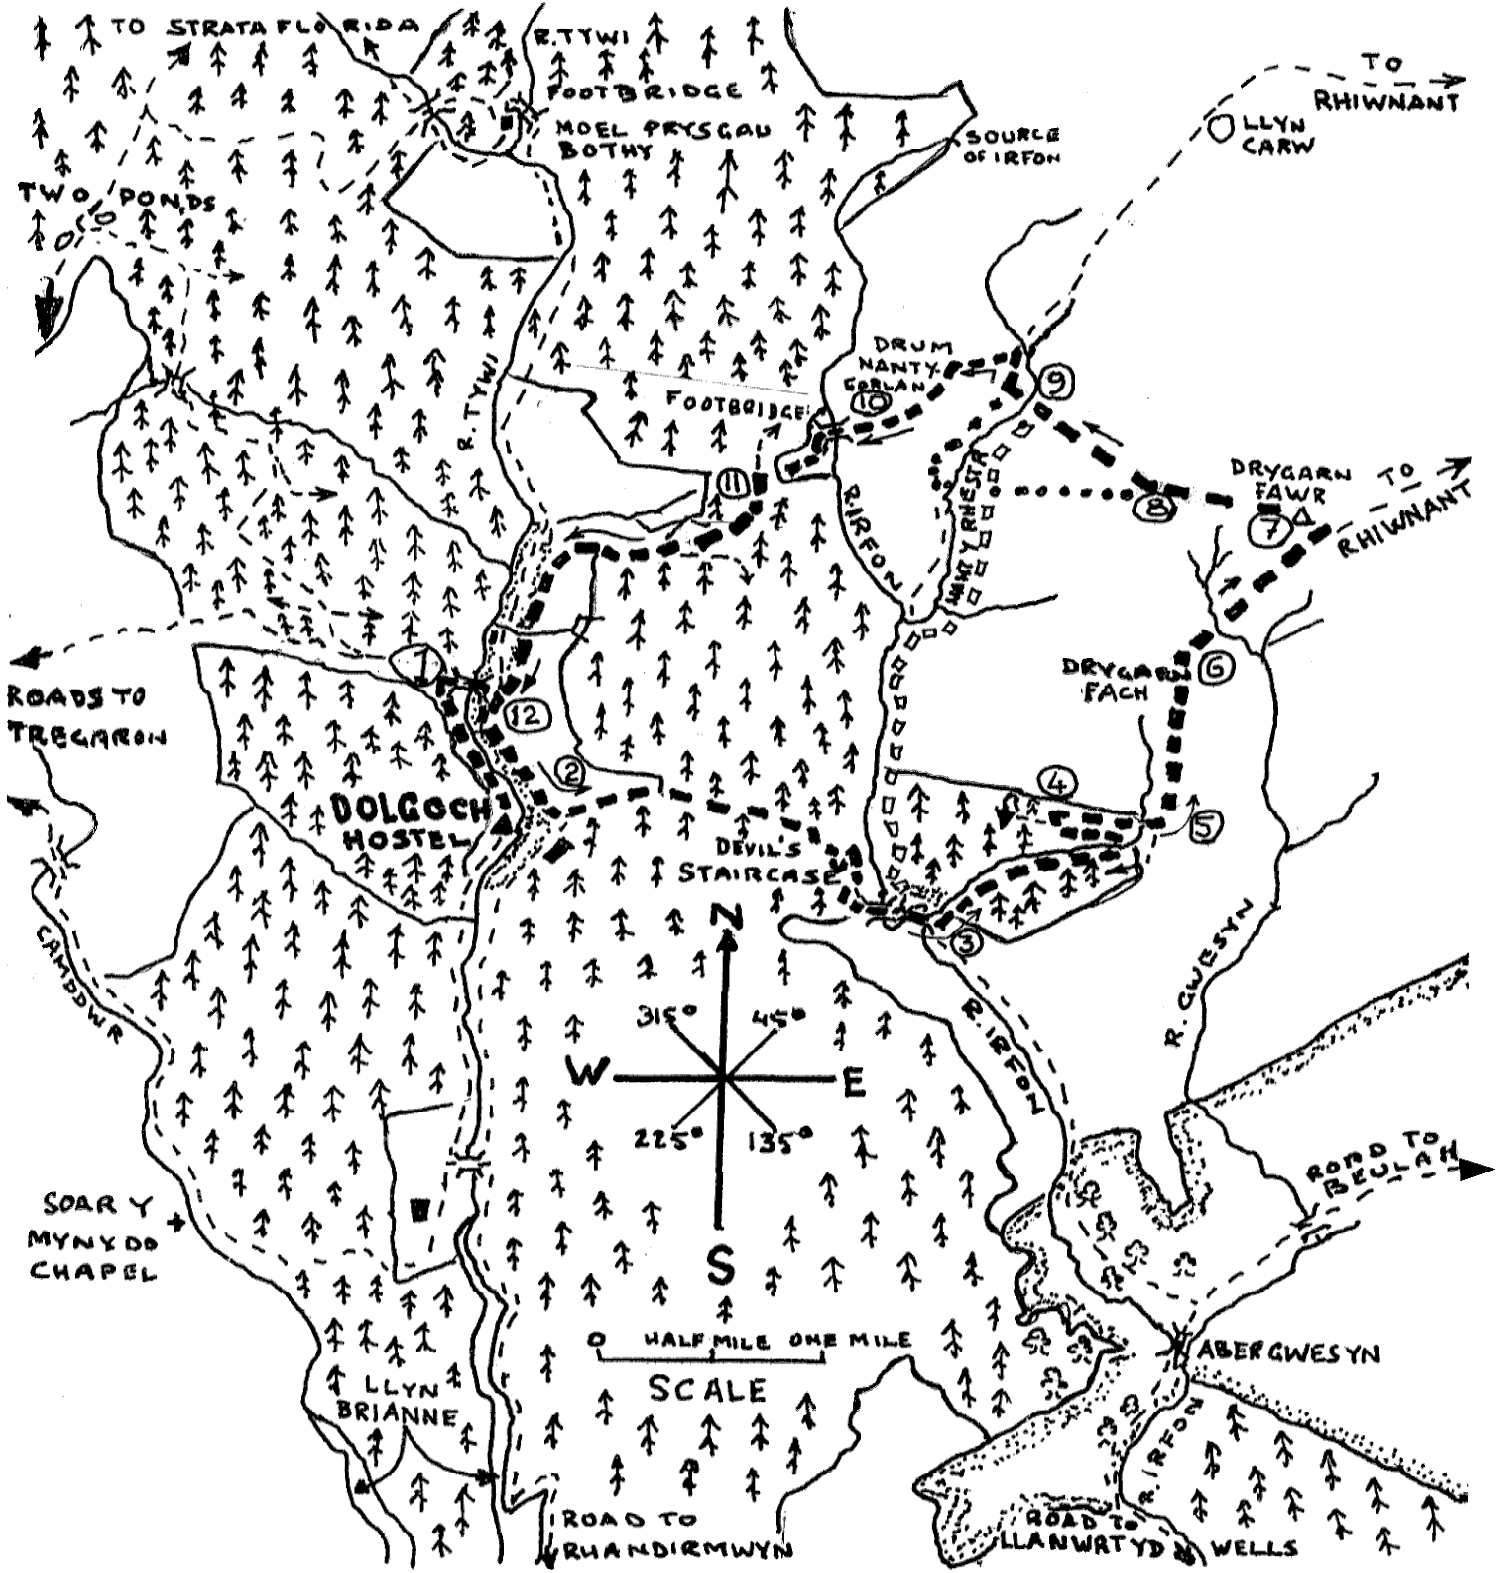 TO STRATA FLORIDA
R. TYWI
FOOTBRIDGE
MOEL PRYSGAU
BOTHY
TO
RHIWNANT
LLYN
CARW
SOURCE
OF IRFON
TWO PONDS
DRUM
NANTY
GORLAN
FOOTBRIDGE
10
9
R. TYWI
11
R. IRFON
NANT Y RHESTR
8
DRYGARN
FAWR
7
TO
RHIWNANT
1
ROADS TO
TREGARON
12
2
DRYGARN
FACH
6
4
5
DOLGOCH
HOSTEL
DEVIL'S
STAIRCASE
3
N
315°
45°
W
E
225°
135°
S
CAMDDWR
R. IRFON
R. GWESYN
ROAD TO
BEULAH
SOAR Y
MYNYDD
CHAPEL
0 HALF MILE ONE MILE
SCALE
LLYN
BRIANNE
ABERGWESYN
R. IRFON
ROAD TO
RHANDIRMWYN
ROAD TO
LLANWRTYD WELLS